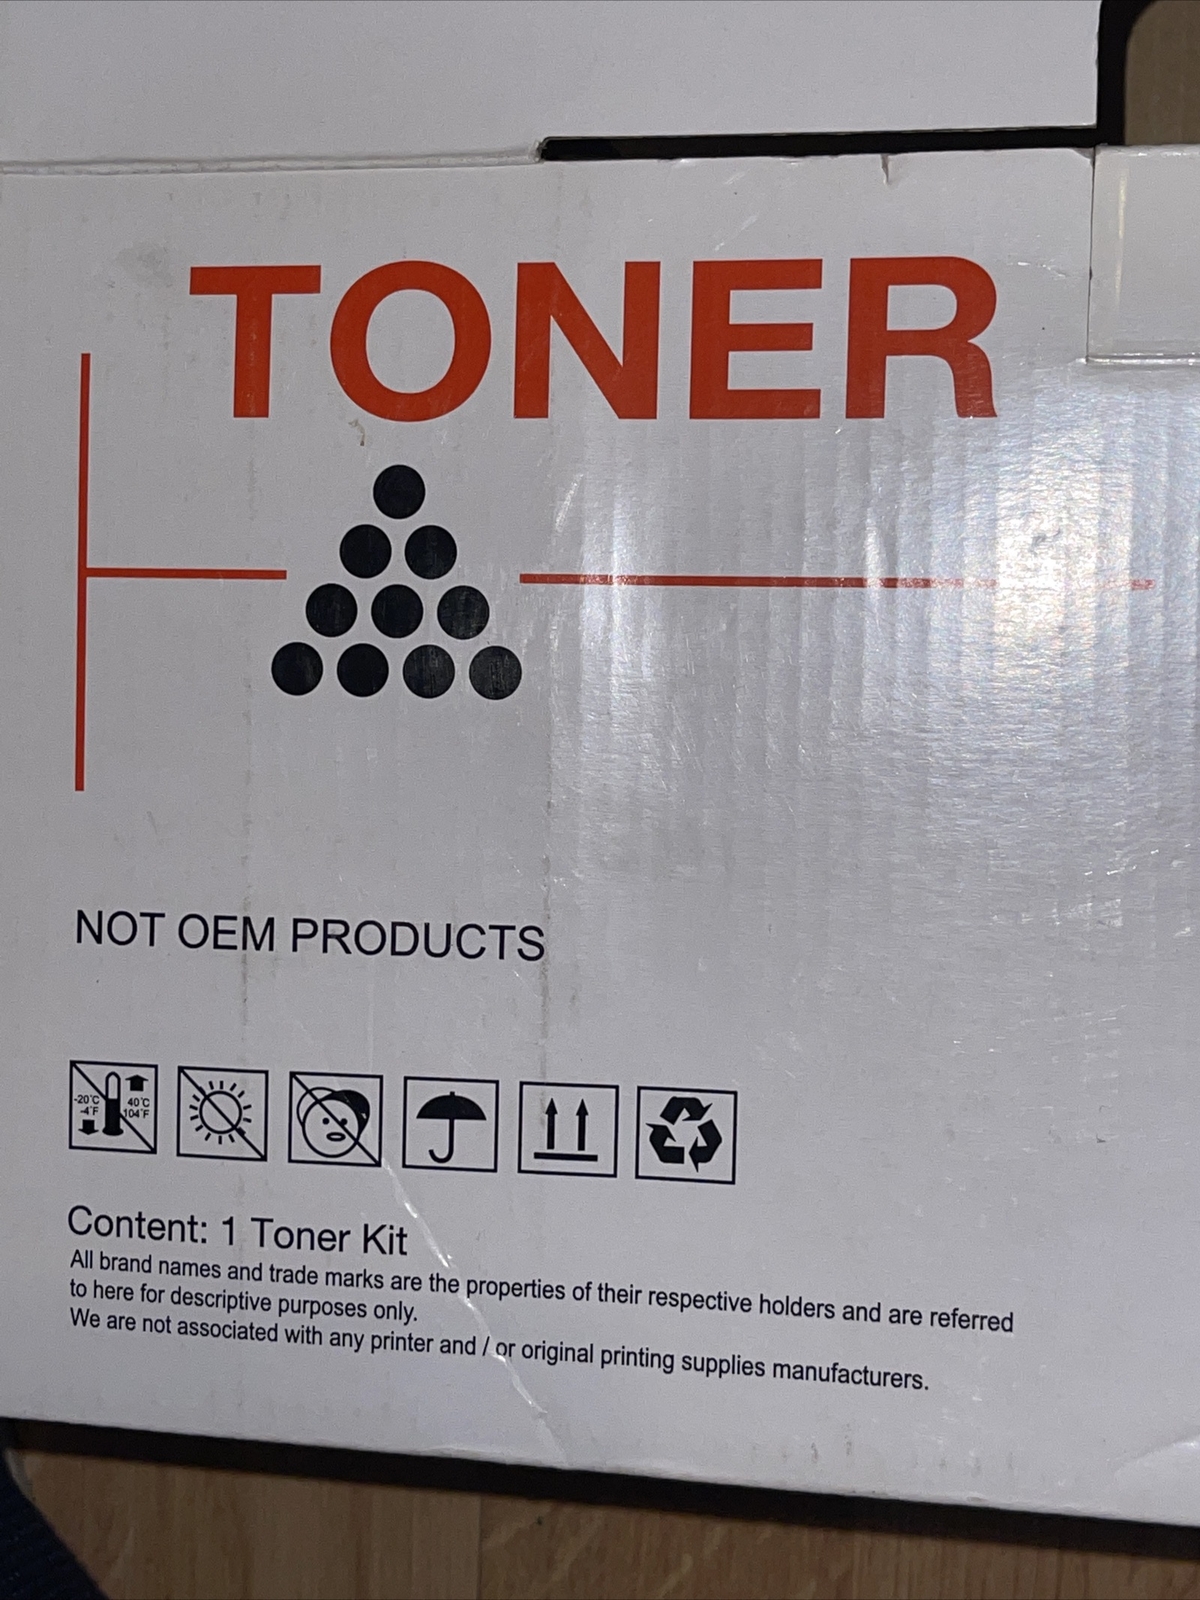 TONER
NOT OEM PRODUCTS
-20°C
-4°F
40°C
104°F
Content: 1 Toner Kit
All brand names and trade marks are the properties of their respective holders and are referred
to here for descriptive purposes only.
We are not associated with any printer and / or original printing supplies manufacturers.